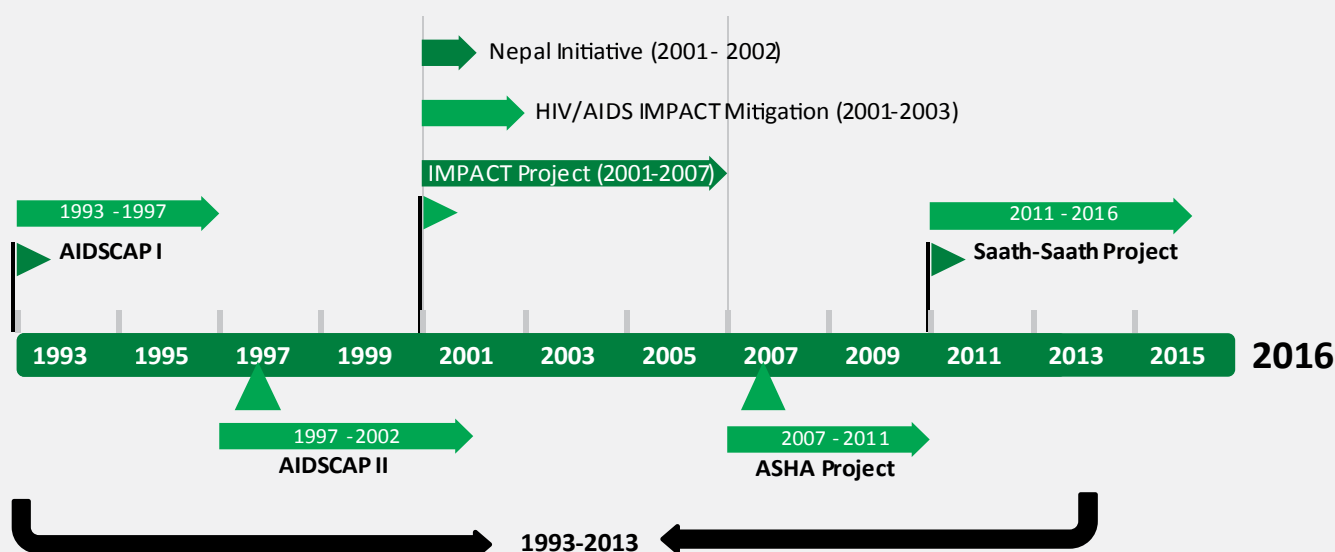 Nepal Initiative (2001- 2002)
HIV/AIDS IMPACT Mitigation (2001-2003)
IMPACT Project (2001-2007)
1993 -1997
AIDSCAP I
2011 - 2016
Saath-Saath Project
1993 1995 1997 1999 2001 2003 2005 2007 2009 2011 2013 2015 2016
1997 - 2002
AIDSCAP II
2007 - 2011
ASHA Project
1993-2013